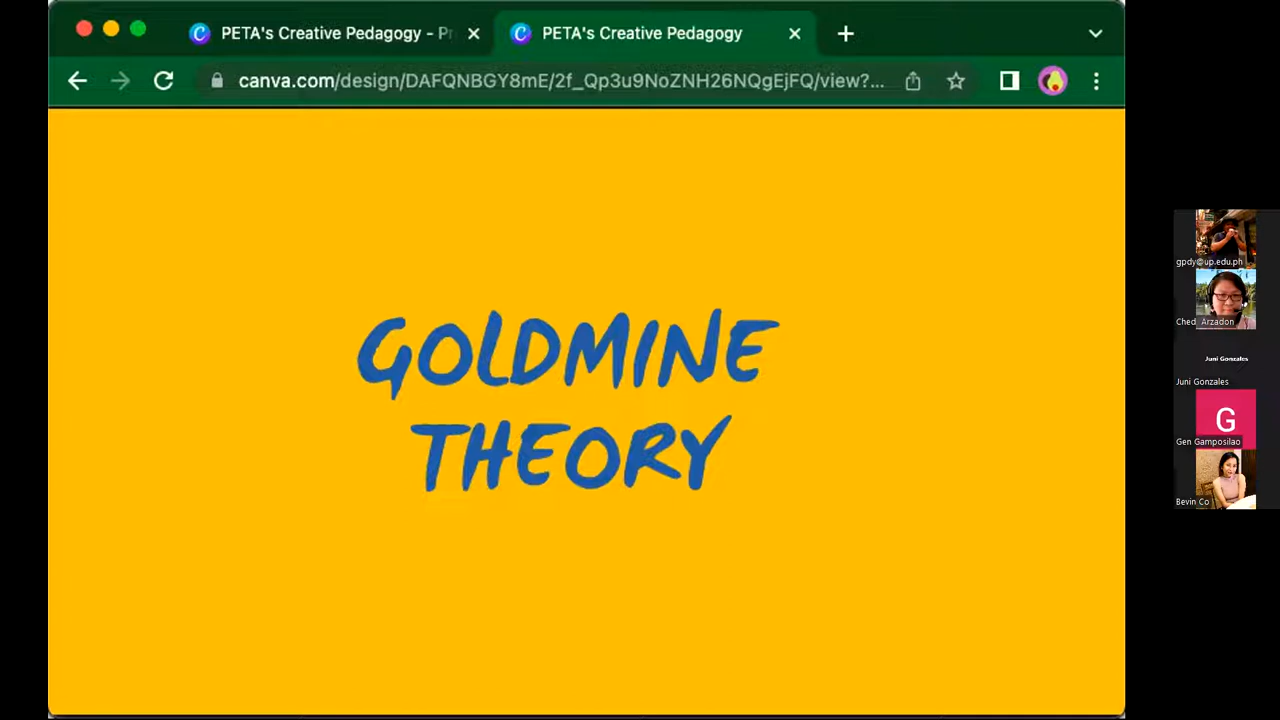 PETA's Creative Pedagogy - Pr
PETA's Creative Pedagogy
canva.com/design/DAFQNBGY8mE/2f_Qp3u9NoZNH26NQgEjFQ/view?...
GOLDMINE
THEORY
gpdy@up.edu.ph
Ched Arzadon
Juni Gonzales
Juni Gonzales
G
Gen Gamposilao
Bevin Co